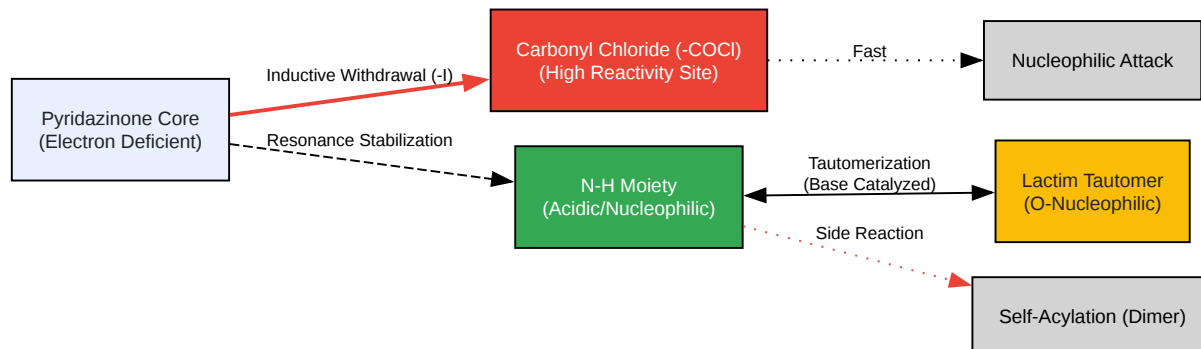 Pyridazinone Core
(Electron Deficient)
Inductive Withdrawal (-I)
Resonance Stabilization
Carbonyl Chloride (-COCl)
(High Reactivity Site)
Fast
Nucleophilic Attack
N-H Moiety
(Acidic/Nucleophilic)
Tautomerization
(Base Catalyzed)
Lactim Tautomer
(O-Nucleophilic)
Side Reaction
Self-Acylation (Dimer)